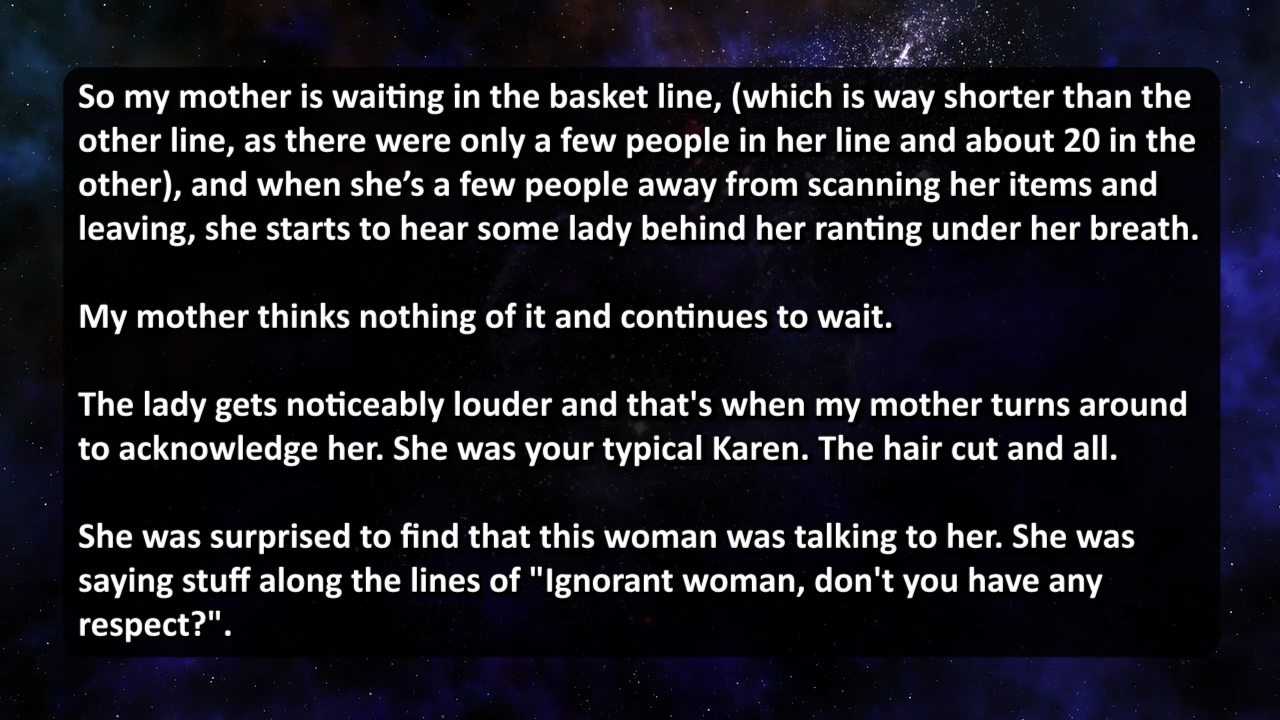 So my mother is waiting in the basket line, (which is way shorter than the
other line, as there were only a few people in her line and about 20 in the
other), and when she’s a few people away from scanning her items and
leaving, she starts to hear some lady behind her ranting under her breath.
My mother thinks nothing of it and continues to wait.
The lady gets noticeably louder and that's when my mother turns around
to acknowledge her. She was your typical Karen. The hair cut and all.
She was surprised to find that this woman was talking to her. She was
saying stuff along the lines of "Ignorant woman, don't you have any
respect?".